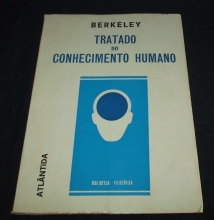 BERKELEY
TRATADO
DO
CONHECIMENTO HUMANO
BIBLIOTECA FILOSÓFICA
ATLÂNTIDA